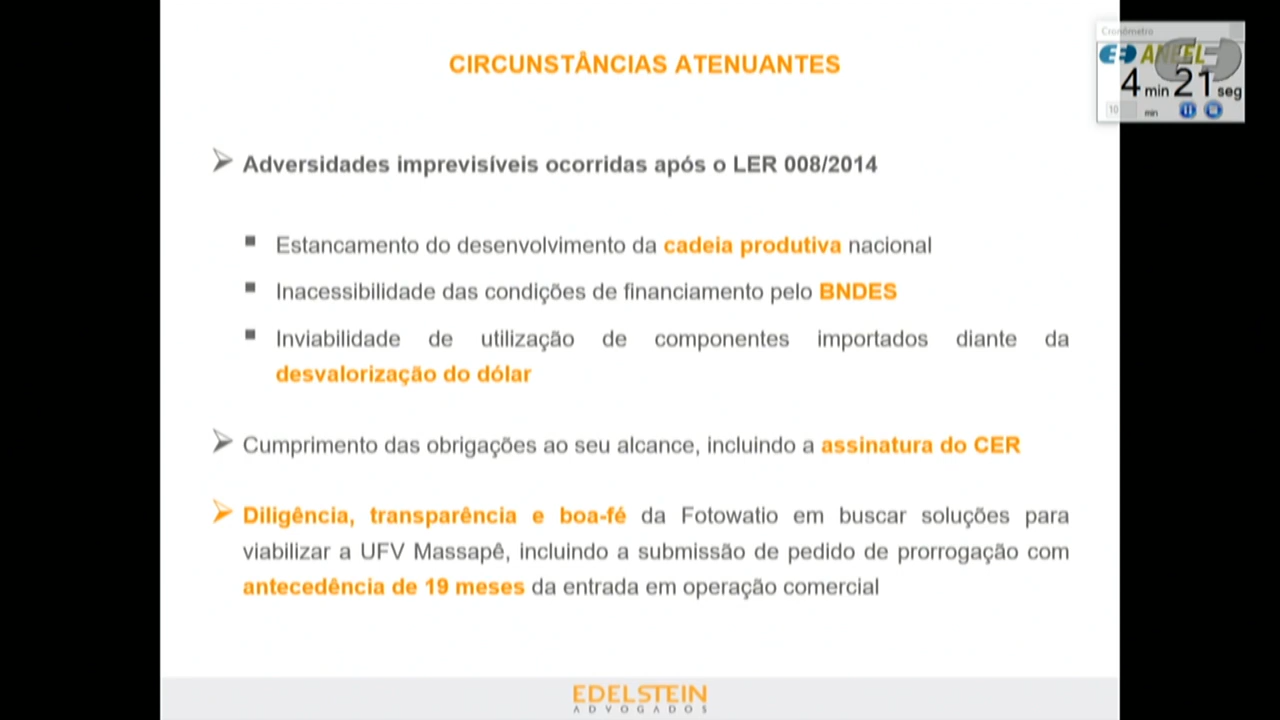 CIRCUNSTÂNCIAS ATENUANTES
Cronômetro
ANEEL
4 min 21 seg
10 min
Adversidades imprevisíveis ocorridas após o LER 008/2014
Estancamento do desenvolvimento da cadeia produtiva nacional
Inacessibilidade das condições de financiamento pelo BNDES
Inviabilidade de utilização de componentes importados diante da
desvalorização do dólar
Cumprimento das obrigações ao seu alcance, incluindo a assinatura do CER
Diligência, transparência e boa-fé da Fotowatio em buscar soluções para
viabilizar a UFV Massapê, incluindo a submissão de pedido de prorrogação com
antecedência de 19 meses da entrada em operação comercial
EDELSTEIN
ADVOGADOS